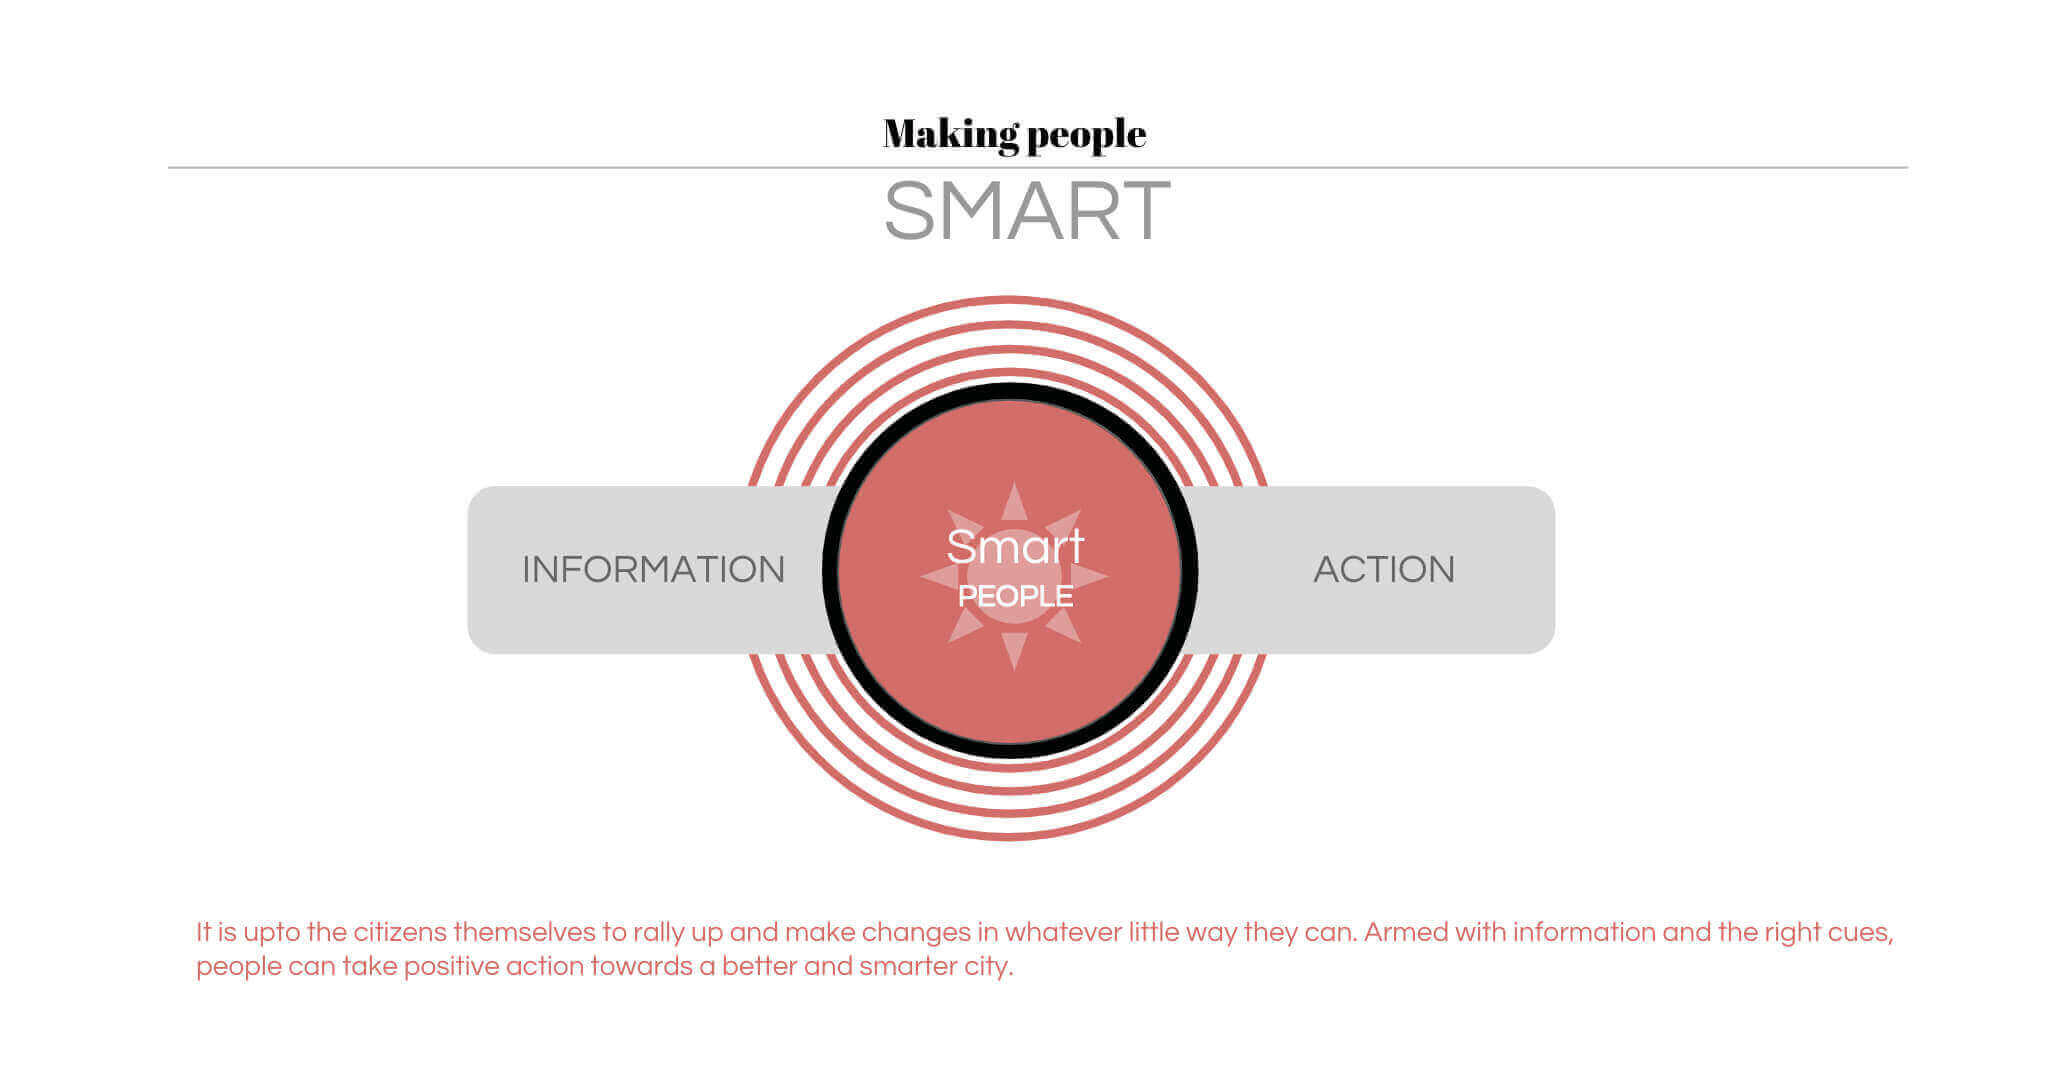 Making people
SMART
INFORMATION
Smart
PEOPLE
ACTION
It is upto the citizens themselves to rally up and make changes in whatever little way they can. Armed with information and the right cues,
people can take positive action towards a better and smarter city.